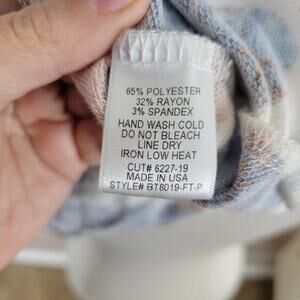 65% POLYESTER
32% RAYON
3% SPANDEX
HAND WASH COLD
DO NOT BLEACH
LINE DRY
IRON LOW HEAT
CUT# 6227-19
MADE IN USA
STYLE# BT8019-FT-P